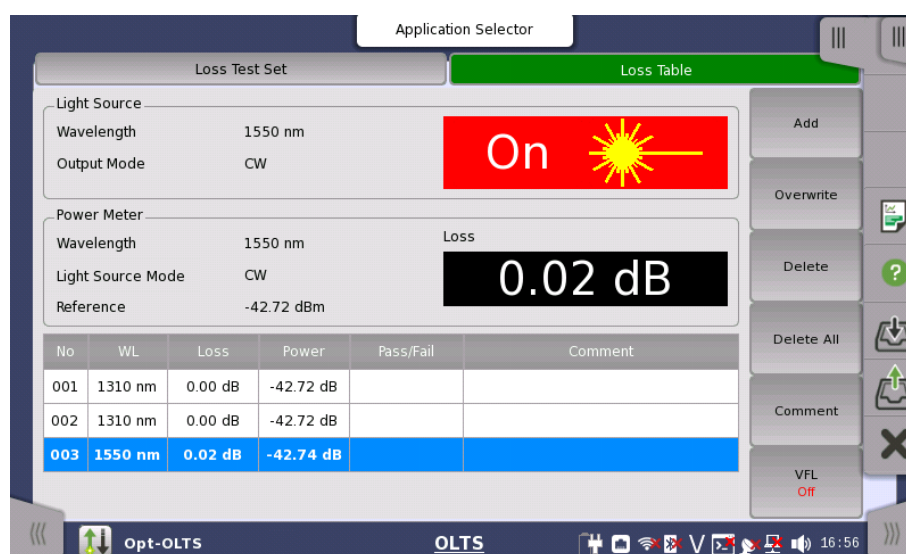 Application Selector
Loss Test Set Loss Table
Light Source
Wavelength 1550 nm
Output Mode CW
On
Power Meter
Wavelength 1550 nm
Light Source Mode CW
Reference -42.72 dBm
Loss
0.02 dB
No WL Loss Power Pass/Fail Comment
001 1310 nm 0.00 dB -42.72 dB
002 1310 nm 0.00 dB -42.72 dB
003 1550 nm 0.02 dB -42.74 dB
Add
Overwrite
Delete
Delete All
Comment
VFL
Off
Opt-OLTS OLTS 16:56